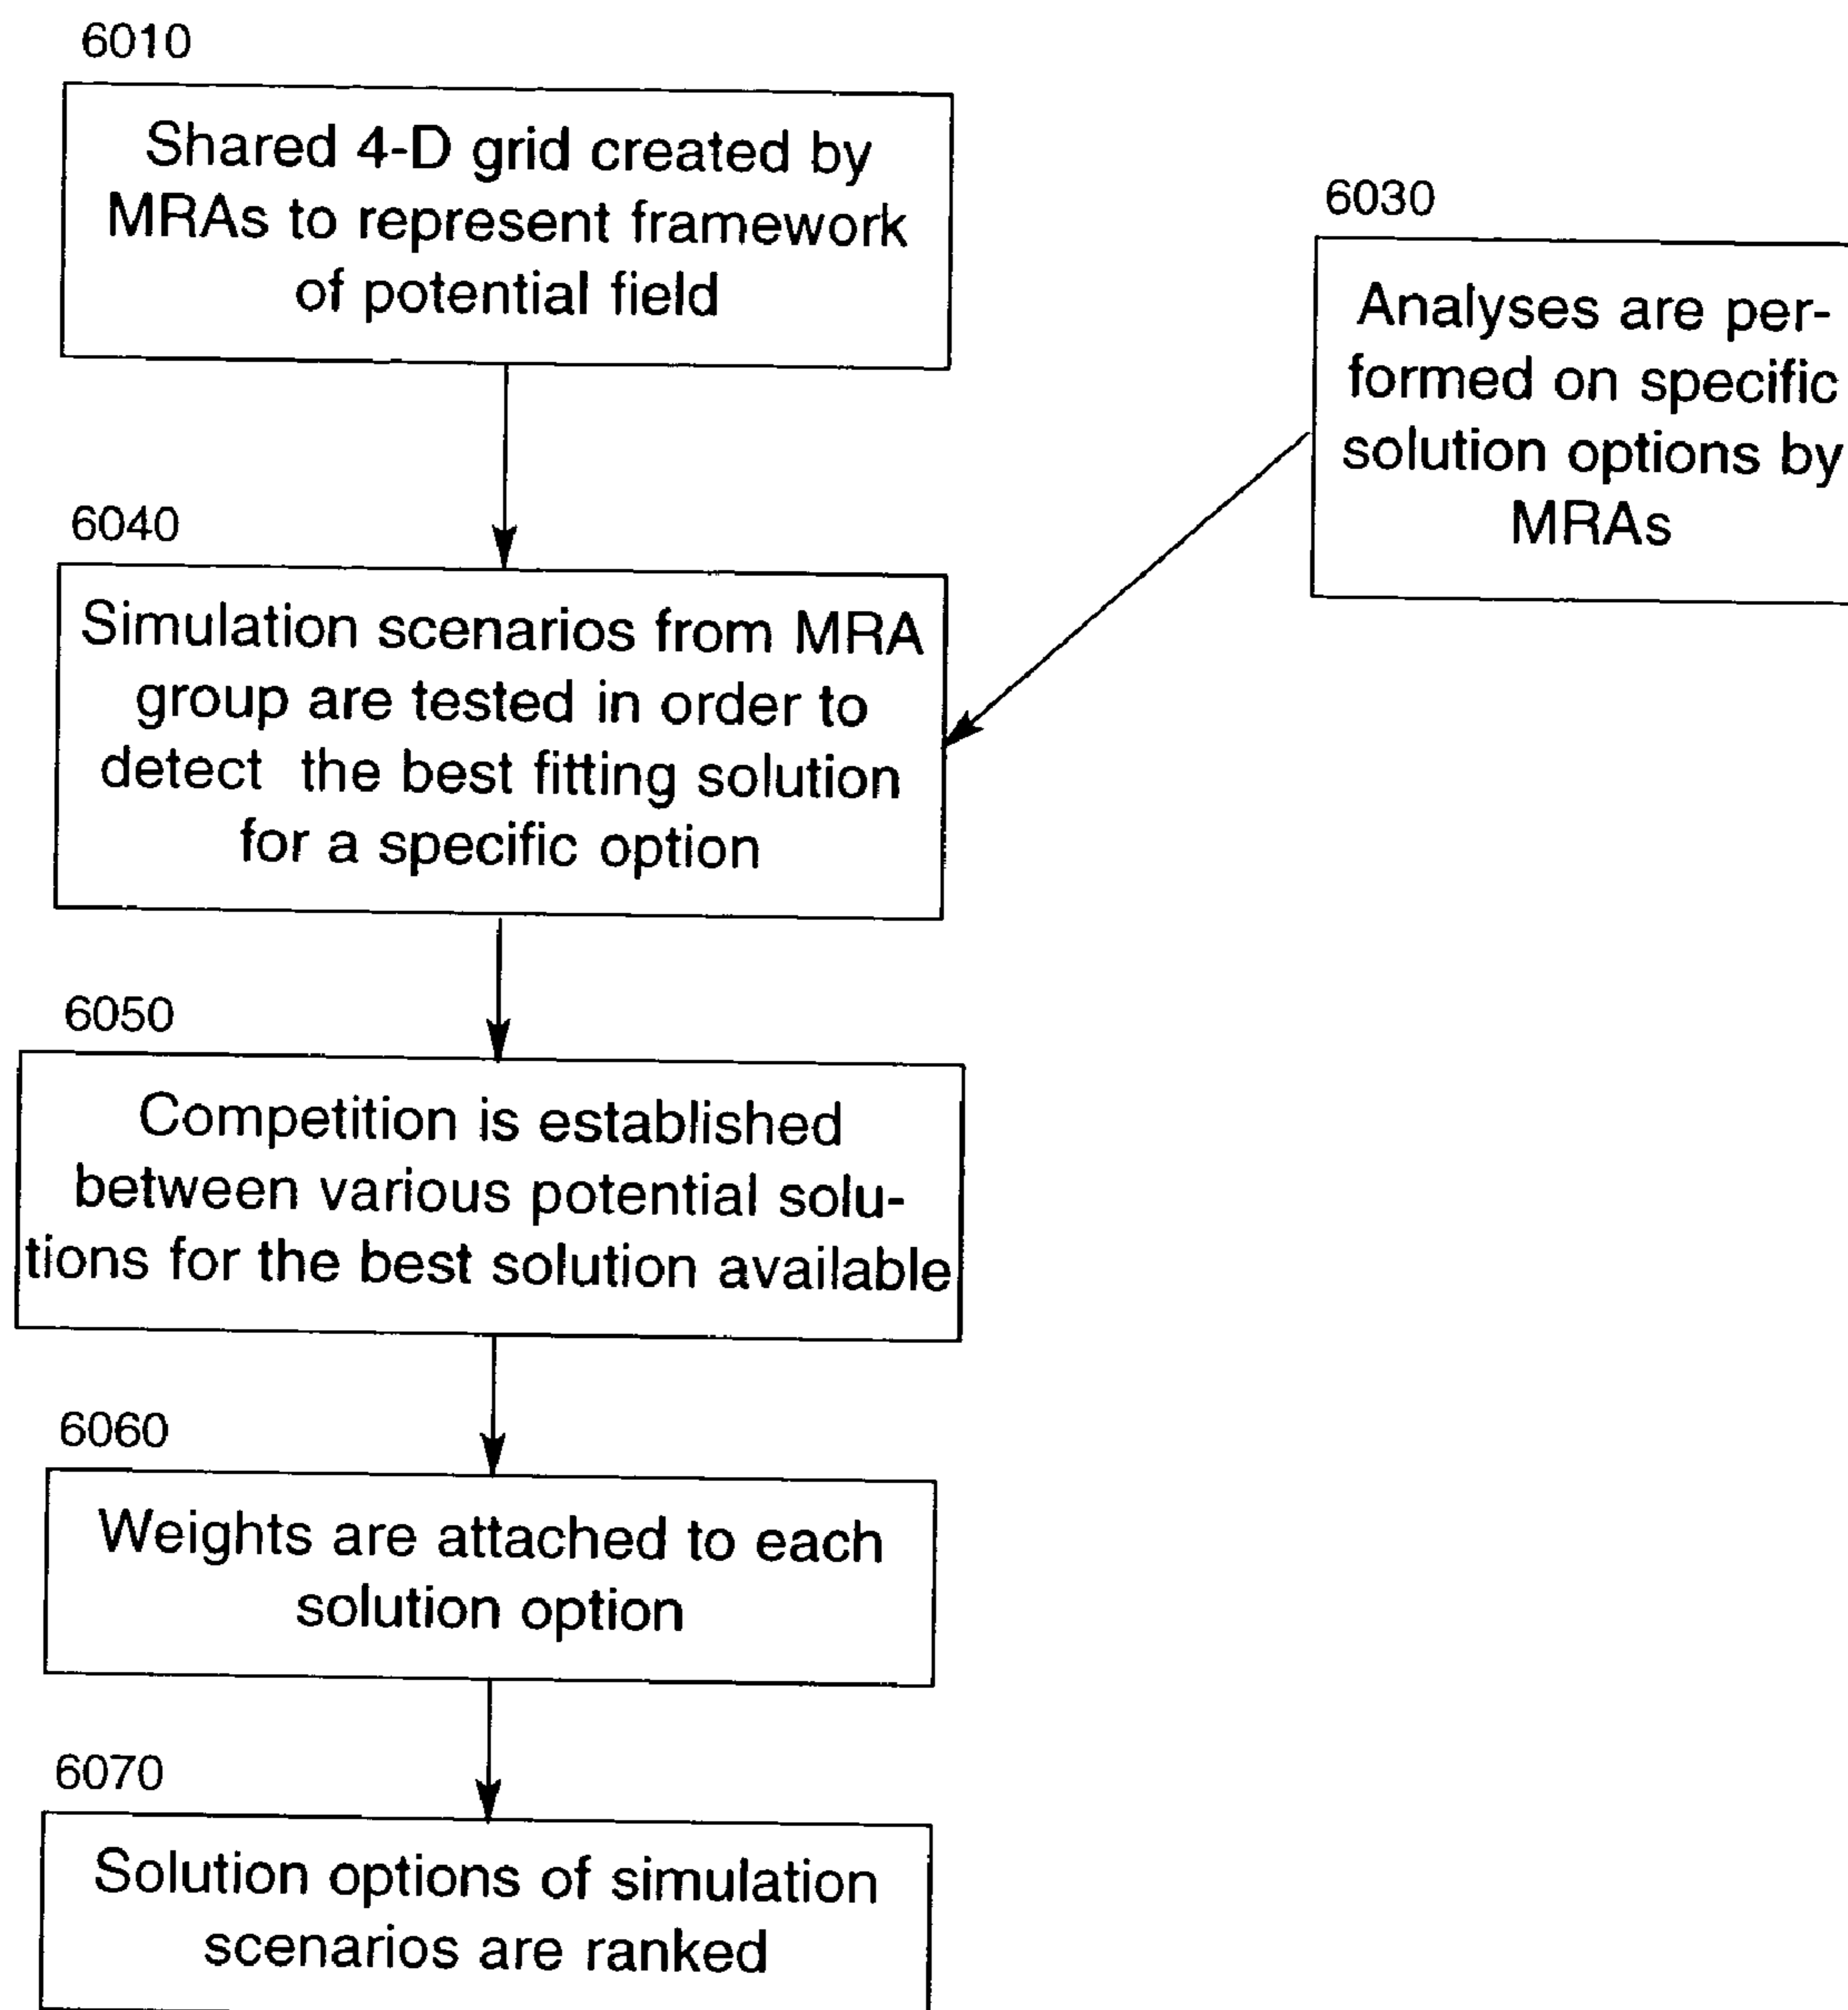 6010
Shared 4-D grid created by
MRAs to represent framework
of potential field
6030
Analyses are per-
formed on specific
solution options by
MRAs
6040
Simulation scenarios from MRA
group are tested in order to
detect the best fitting solution
for a specific option
6050
Competition is established
between various potential solu-
tions for the best solution available
6060
Weights are attached to each
solution option
6070
Solution options of simulation
scenarios are ranked